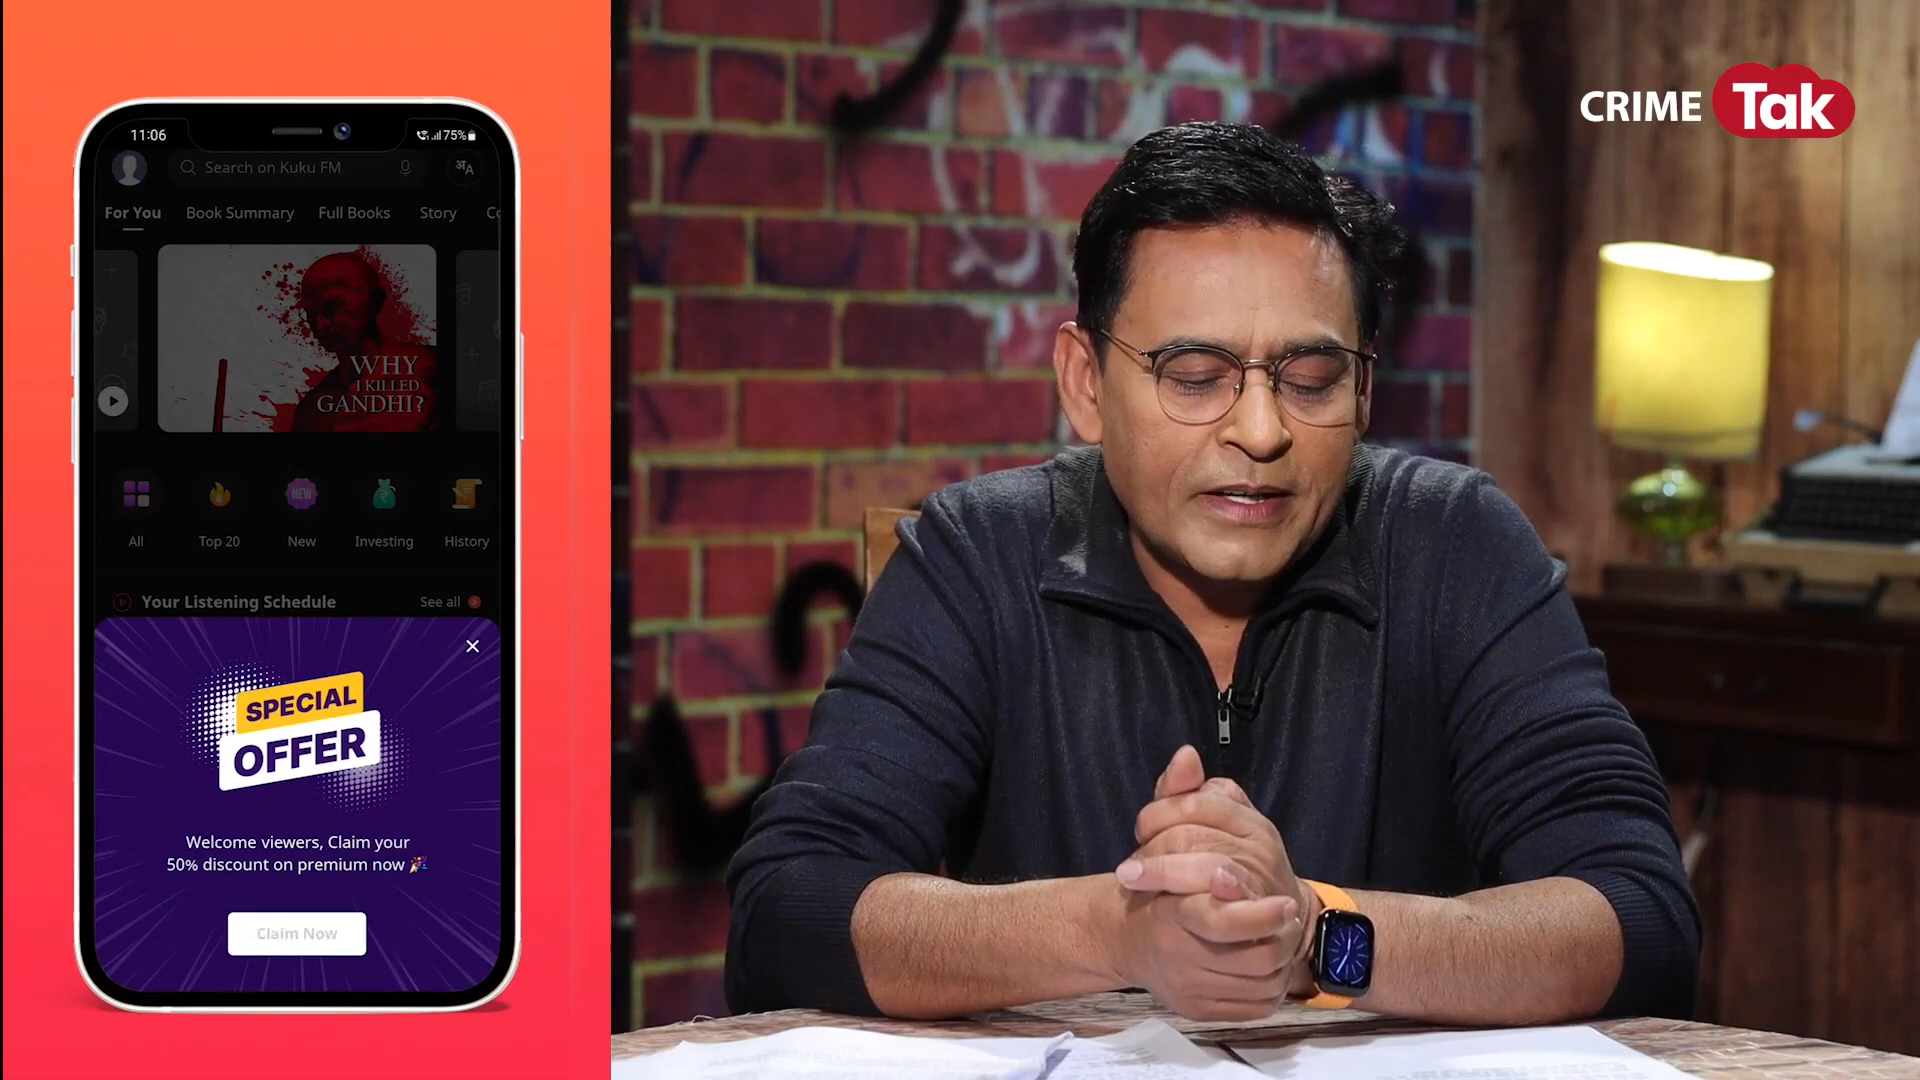 11:06
75%
Search on Kuku FM
अA
For You Book Summary Full Books Story
WHY
I KILLED
GANDHI?
NEW
All Top 20 New Investing History
Your Listening Schedule See all
SPECIAL
OFFER
Welcome viewers, Claim your
50% discount on premium now
Claim Now
CRIME Tak